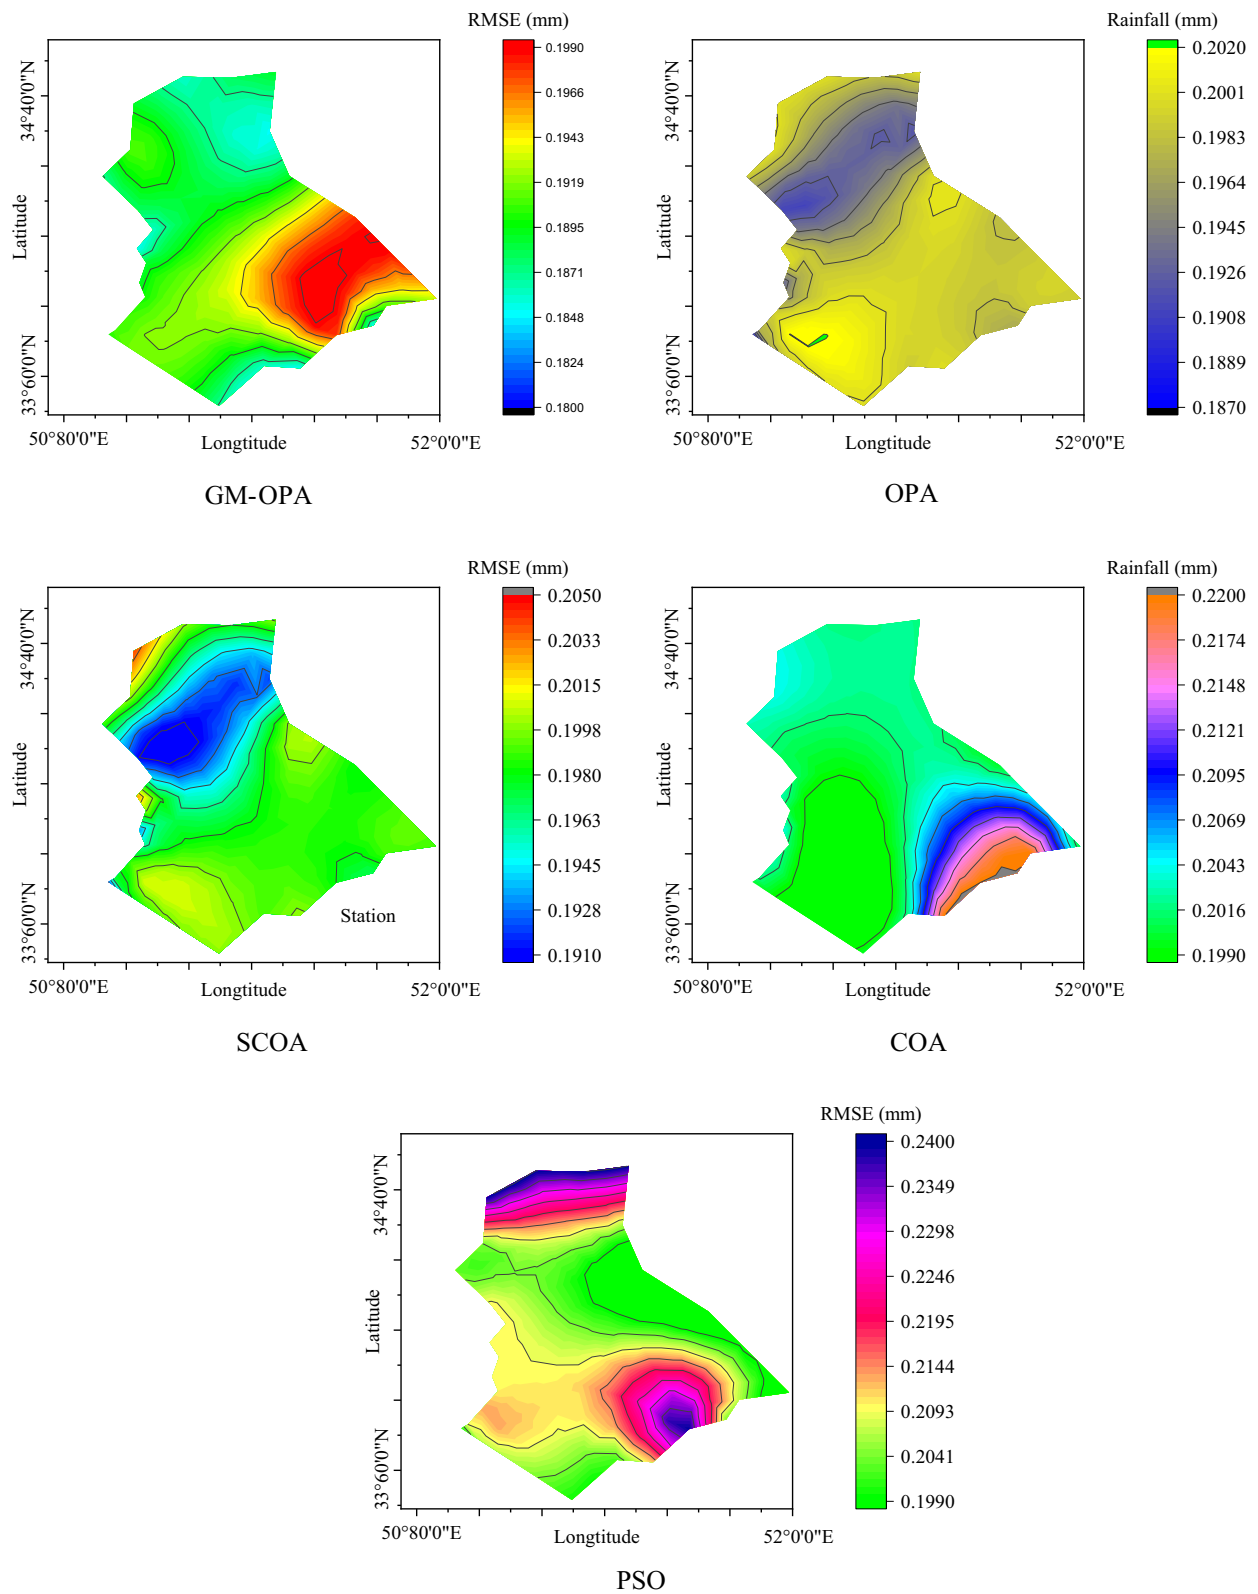 RMSE (mm)
0.1990
0.1966
0.1943
0.1919
0.1895
0.1871
0.1848
0.1824
0.1800
34°40'0"N
Latitude
33°60'0"N
50°80'0"E
Longtitude
52°0'0"E
GM-OPA
Rainfall (mm)
0.2020
0.2001
0.1983
0.1964
0.1945
0.1926
0.1908
0.1889
0.1870
34°40'0"N
Latitude
33°60'0"N
50°80'0"E
Longtitude
52°0'0"E
OPA
RMSE (mm)
0.2050
0.2033
0.2015
0.1998
0.1980
0.1963
0.1945
0.1928
0.1910
34°40'0"N
Latitude
33°60'0"N
Station
50°80'0"E
Longtitude
52°0'0"E
SCOA
Rainfall (mm)
0.2200
0.2174
0.2148
0.2121
0.2095
0.2069
0.2043
0.2016
0.1990
34°40'0"N
Latitude
33°60'0"N
50°80'0"E
Longtitude
52°0'0"E
COA
RMSE (mm)
0.2400
0.2349
0.2298
0.2246
0.2195
0.2144
0.2093
0.2041
0.1990
34°40'0"N
Latitude
33°60'0"N
50°80'0"E
Longtitude
52°0'0"E
PSO